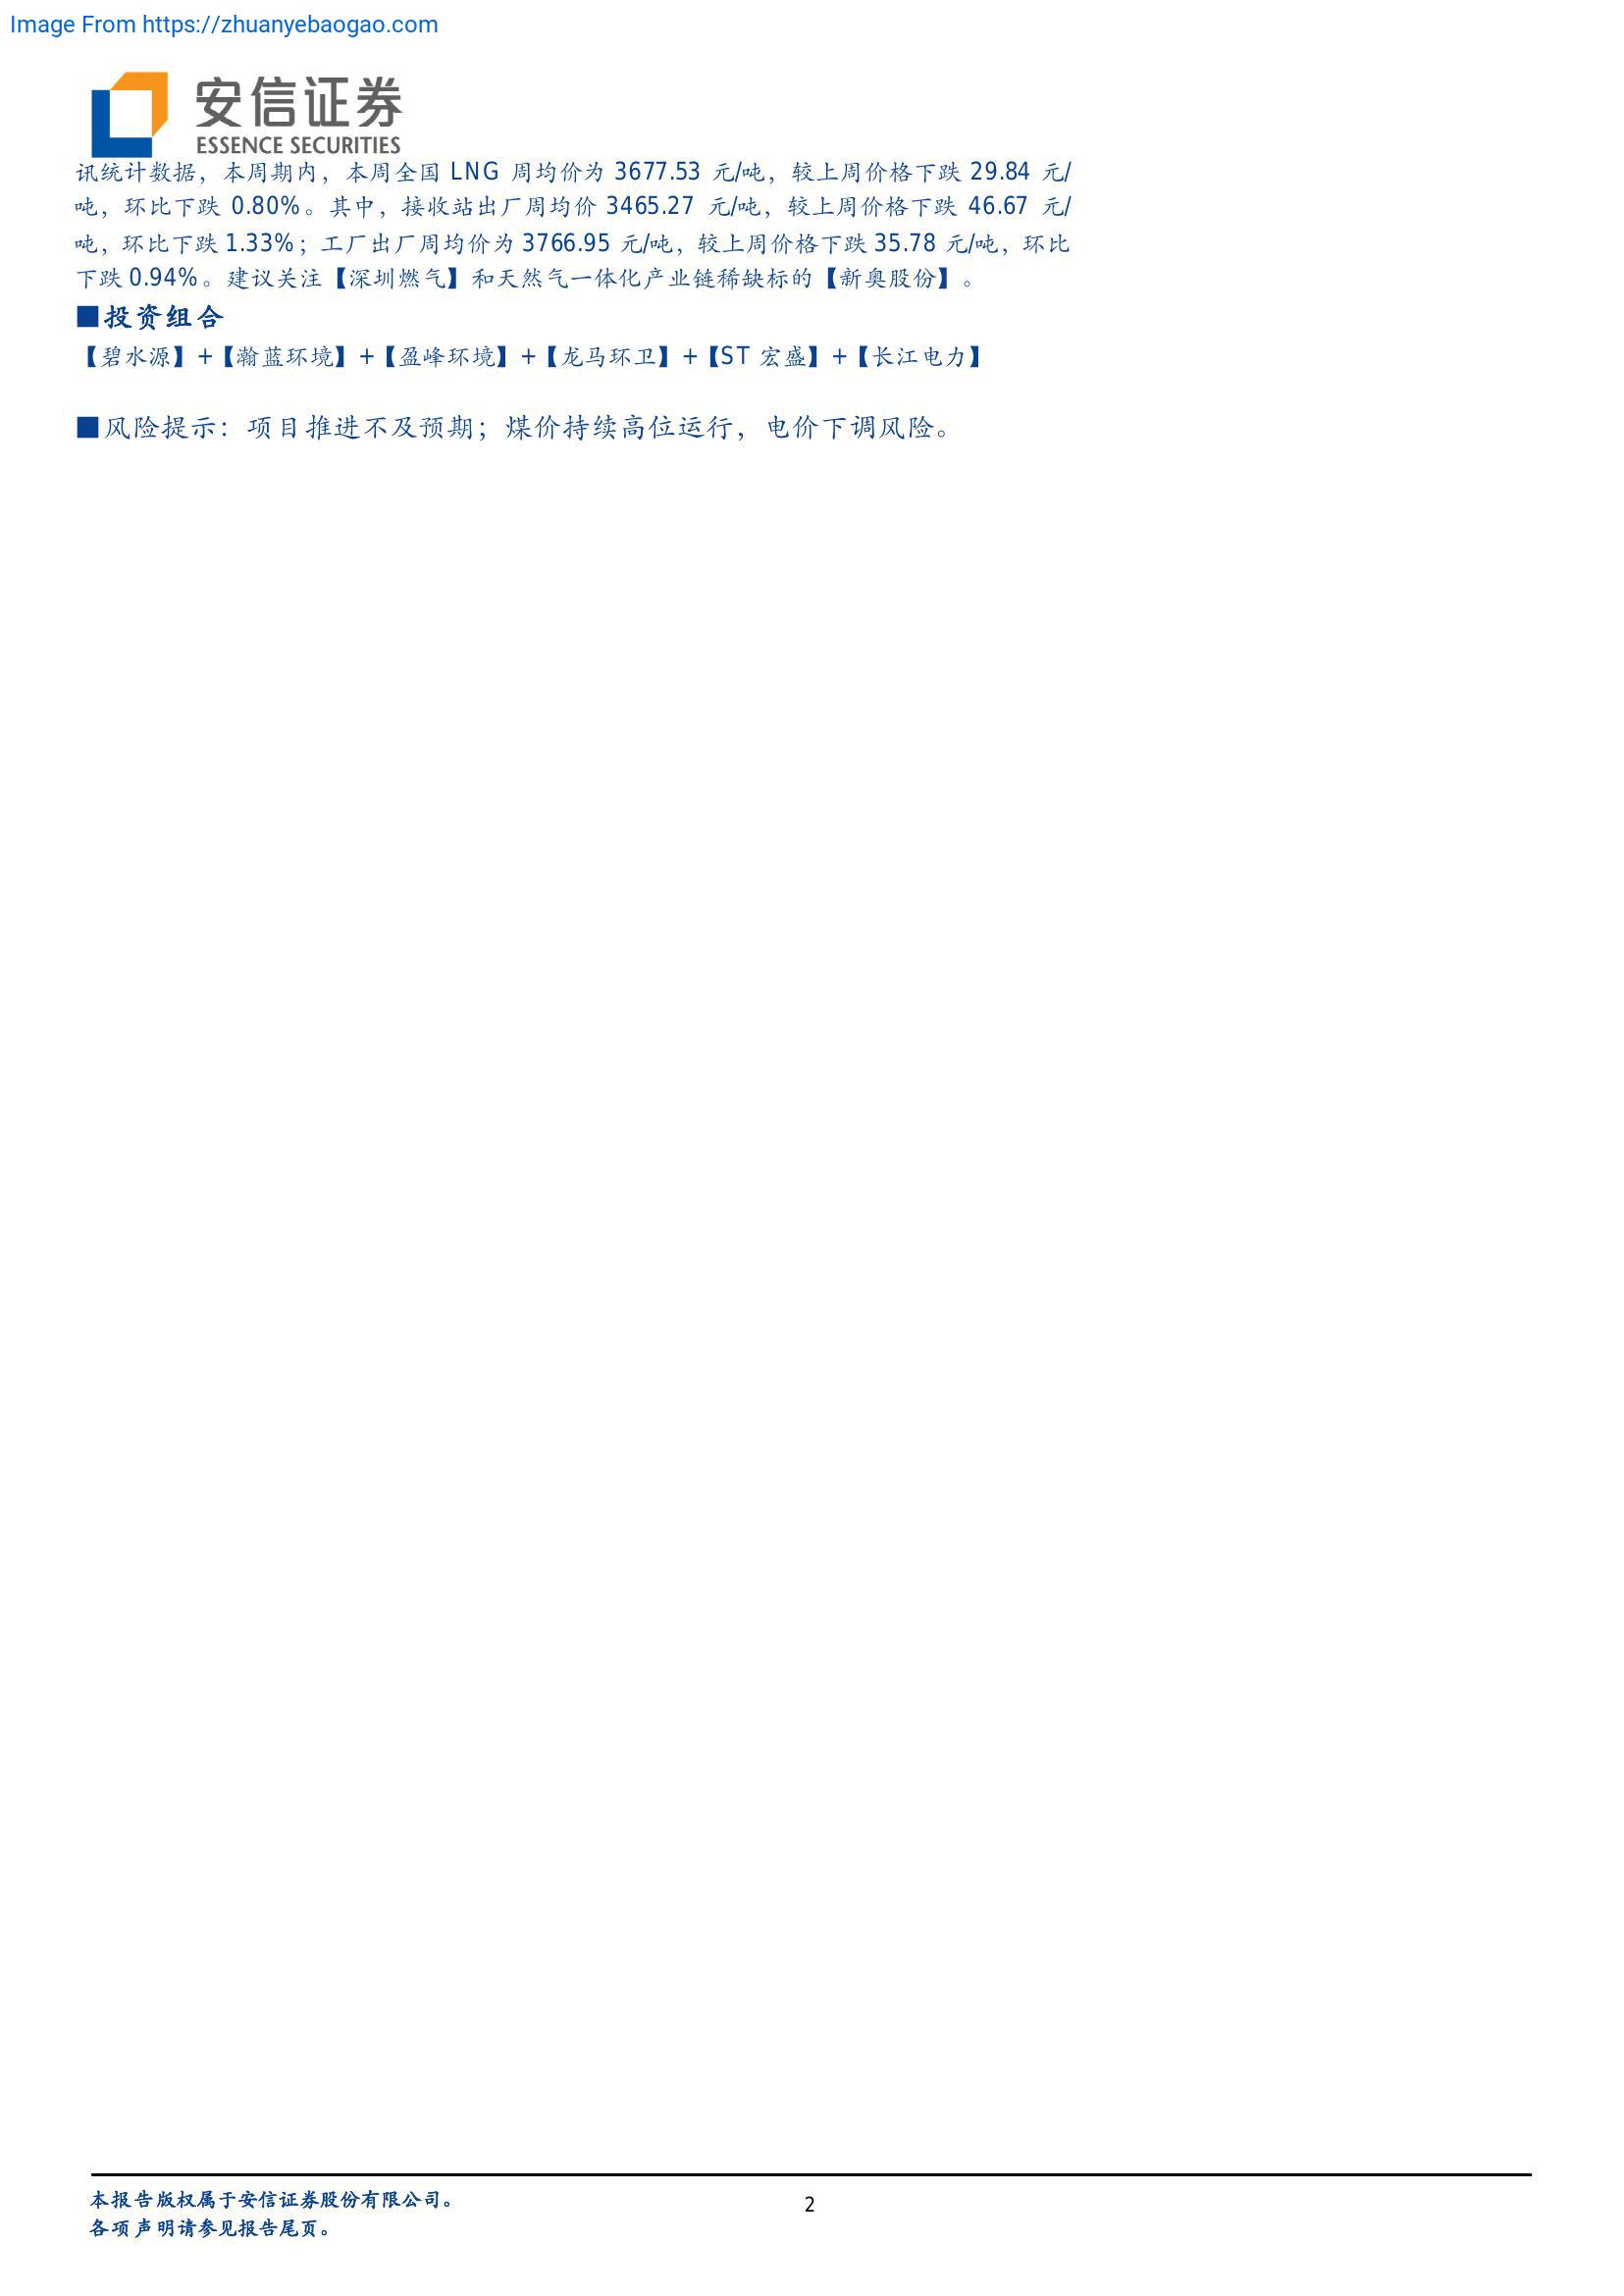 Image From https://zhuanyebaogao.com
安信证券
ESSENCE SECURITIES
讯统计数据，本周期内，本周全国 LNG 周均价为 3677.53 元/吨，较上周价格下跌 29.84 元/
吨，环比下跌 0.80%。其中，接收站出厂周均价 3465.27 元/吨，较上周价格下跌 46.67 元/
吨，环比下跌 1.33%；工厂出厂周均价为 3766.95 元/吨，较上周价格下跌 35.78 元/吨，环比
下跌 0.94%。建议关注【深圳燃气】和天然气一体化产业链稀缺标的【新奥股份】。
■投资组合
【碧水源】+【瀚蓝环境】+【盈峰环境】+【龙马环卫】+【ST 宏盛】+【长江电力】
■风险提示：项目推进不及预期；煤价持续高位运行，电价下调风险。
本报告版权属于安信证券股份有限公司。
2
各项声明请参见报告尾页。